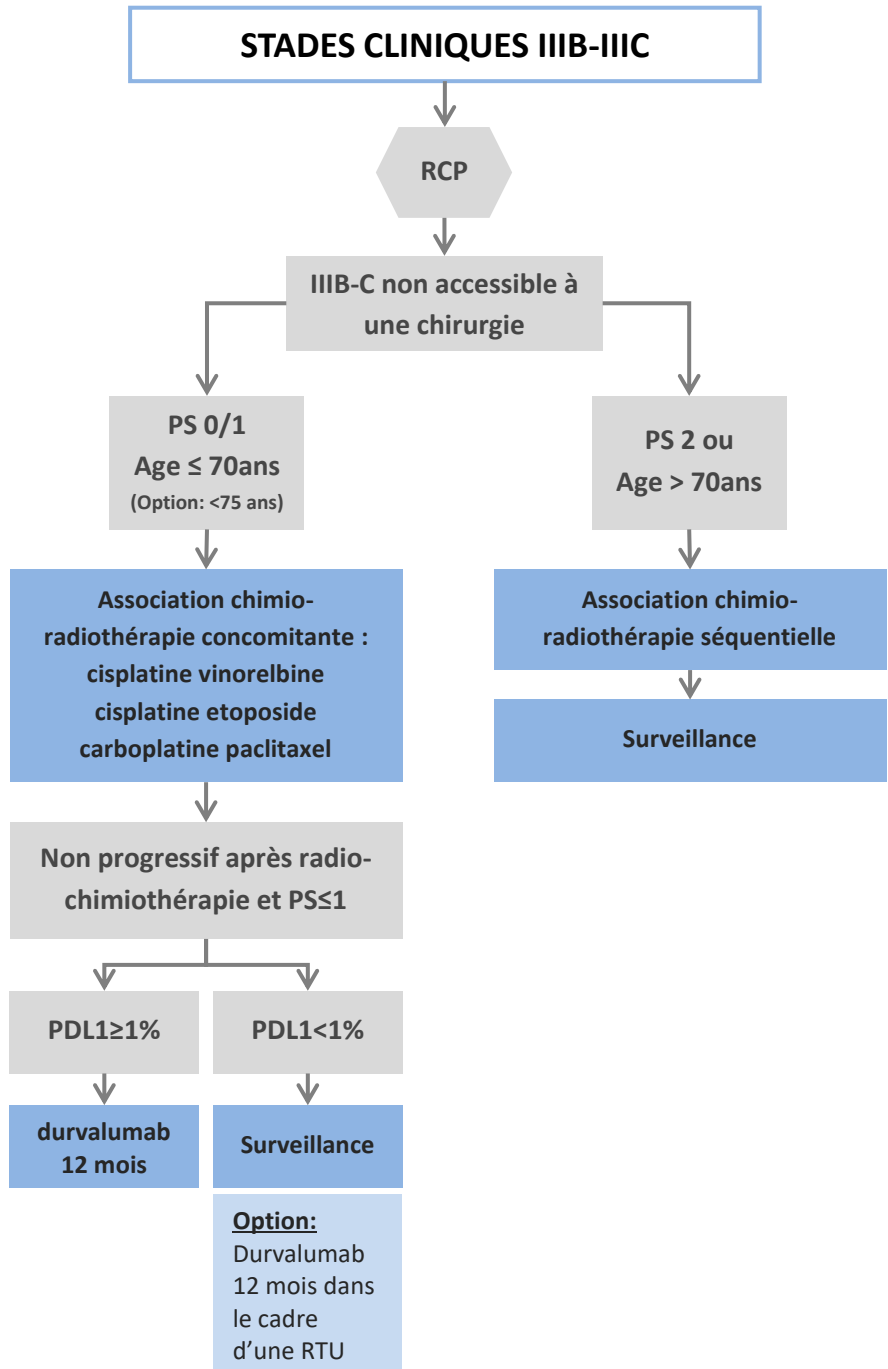 STADES CLINIQUES IIIB-IIIC
RCP
IIIB-C non accessible à
une chirurgie
PS 0/1
Age ≤ 70ans
(Option: <75 ans)
PS 2 ou
Age > 70ans
Association chimio-
radiothérapie concomitante :
cisplatine vinorelbine
cisplatine etoposide
carboplatine paclitaxel
Association chimio-
radiothérapie séquentielle
Surveillance
Non progressif après radio-
chimiothérapie et PS≤1
PDL1≥1%
PDL1<1%
durvalumab
12 mois
Surveillance
Option:
Durvalumab
12 mois dans
le cadre
d'une RTU